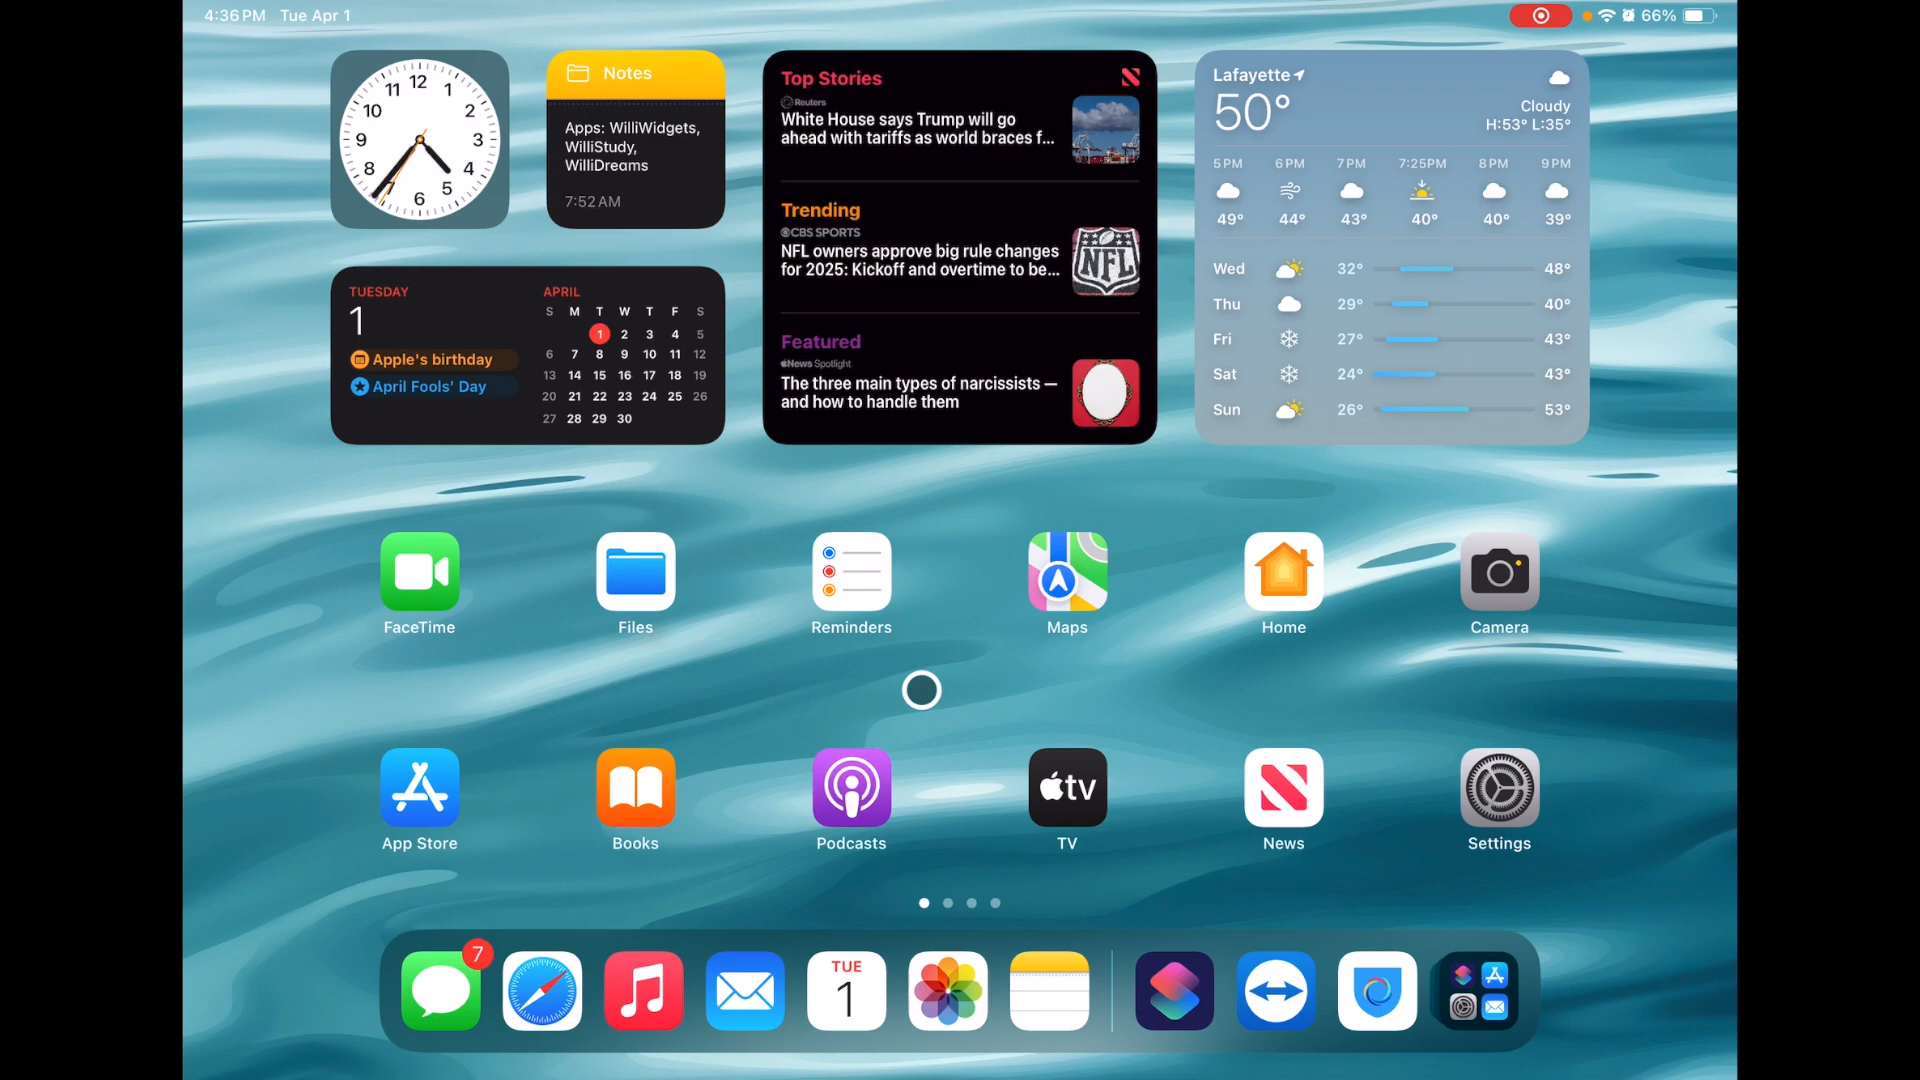 4:36 PM Tue Apr 1
66%
12
11 1
10 2
9 3
8 4
7 5
6
Notes
Apps: WilliWidgets,
WilliStudy,
WilliDreams
7:52 AM
TUESDAY
1
Apple's birthday
April Fools' Day
APRIL
S M T W T F S
1 2 3 4 5
6 7 8 9 10 11 12
13 14 15 16 17 18 19
20 21 22 23 24 25 26
27 28 29 30
Top Stories
Reuters
White House says Trump will go
ahead with tariffs as world braces f...
Trending
CBS SPORTS
NFL owners approve big rule changes
for 2025: Kickoff and overtime to be...
NFL
Featured
News Spotlight
The three main types of narcissists —
and how to handle them
Lafayette
50°
Cloudy
H:53° L:35°
5 PM 6 PM 7 PM 7:25PM 8 PM 9 PM
49° 44° 43° 40° 40° 39°
Wed 32° 48°
Thu 29° 40°
Fri 27° 43°
Sat 24° 43°
Sun 26° 53°
FaceTime
Files
Reminders
Maps
Home
Camera
tv
App Store
Books
Podcasts
TV
News
Settings
7
TUE
1